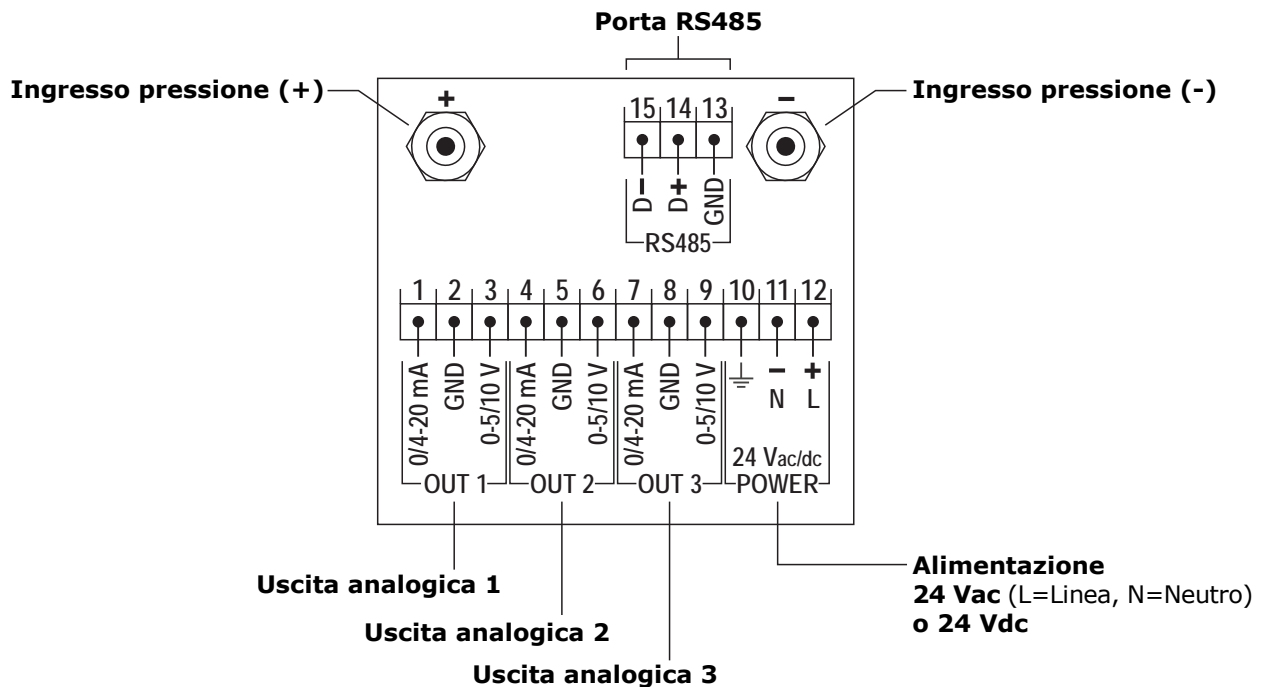 Porta RS485
Ingresso pressione (+)
Ingresso pressione (-)
+
–
15 14 13
D–
D+
GND
RS485
1 2 3 4 5 6 7 8 9 10 11 12
0/4-20 mA
GND
0-5/10 V
0/4-20 mA
GND
0-5/10 V
0/4-20 mA
GND
0-5/10 V
– +
N L
24 Vac/dc
OUT 1 OUT 2 OUT 3 POWER
Uscita analogica 1
Uscita analogica 2
Uscita analogica 3
Alimentazione
24 Vac (L=Linea, N=Neutro)
o 24 Vdc